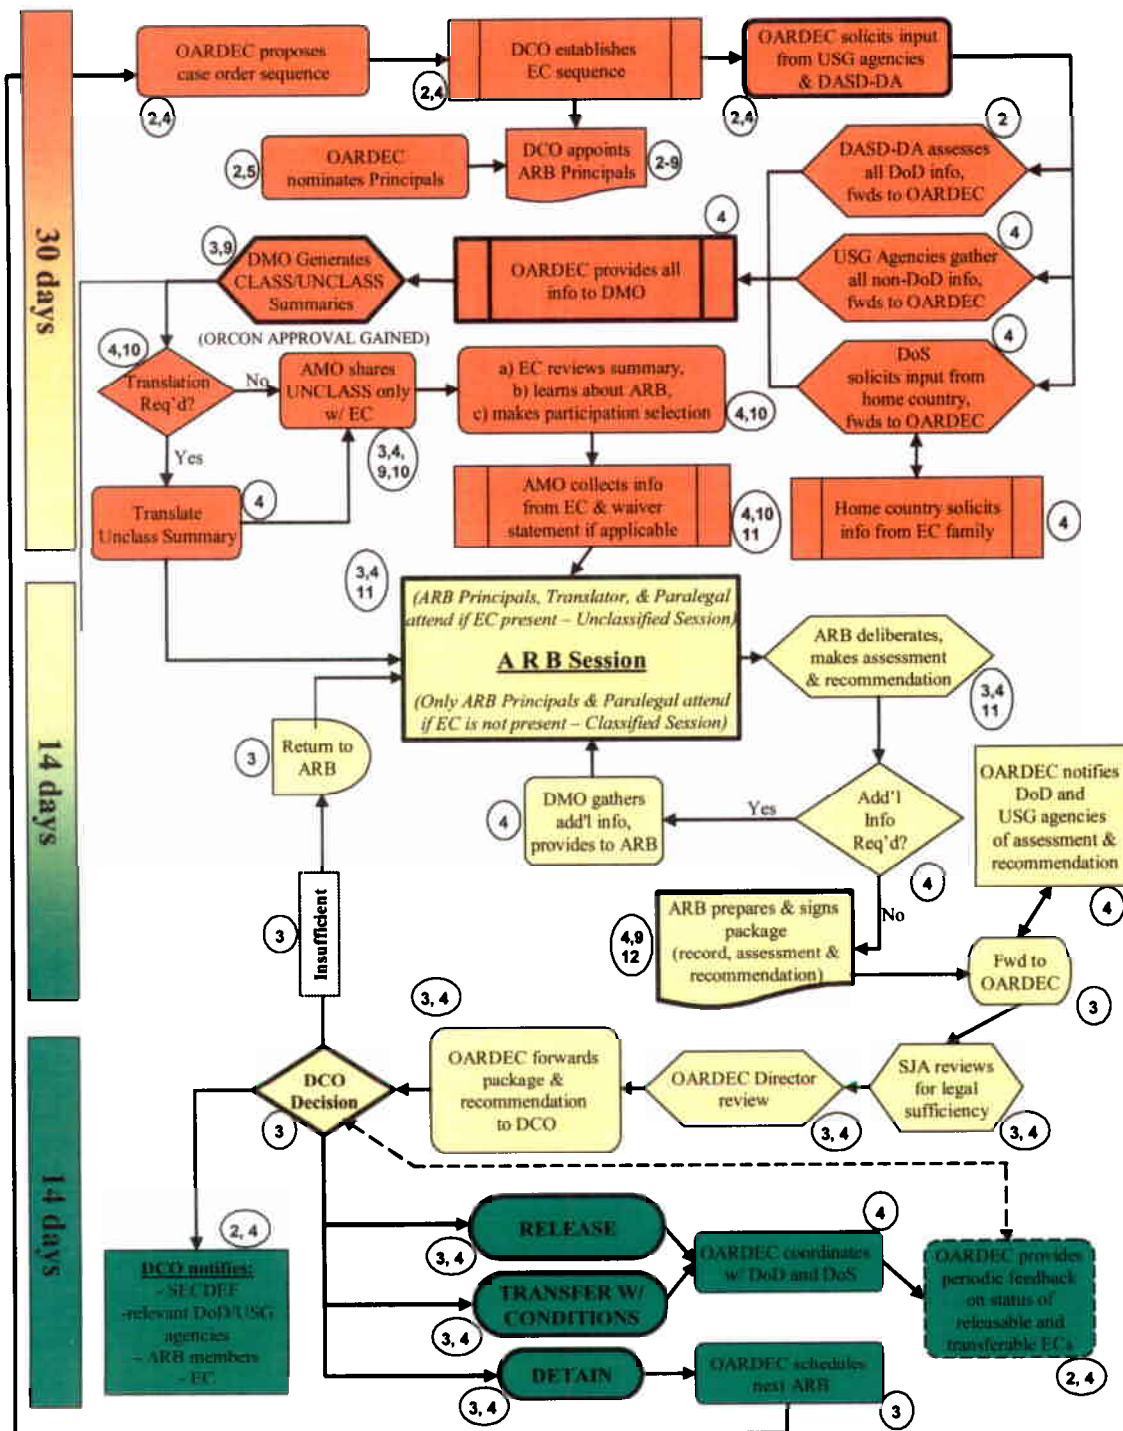 30 days
14 days
14 days
OARDEC proposes
case order sequence
2,4
DCO establishes
EC sequence
2,4
OARDEC solicits input
from USG agencies
& DASD-DA
2,4
2,5
OARDEC
nominates Principals
DCO appoints
ARB Principals
2-9
2
DASD-DA assesses
all DoD info,
fwds to OARDEC
4
USG Agencies gather
all non-DoD info,
fwds to OARDEC
4
DoS
solicits input from
home country,
fwds to OARDEC
Home country solicits
info from EC family
4
4
OARDEC provides all
info to DMO
3,9
DMO Generates
CLASS/UNCLASS
Summaries
(ORCON APPROVAL GAINED)
4,10
Translation
Req'd?
No
Yes
AMO shares
UNCLASS only
w/ EC
3,4,
9,10
Translate
Unclass Summary
4
a) EC reviews summary,
b) learns about ARB,
c) makes participation selection
4,10
AMO collects info
from EC & waiver
statement if applicable
4,10
11
3,4
11
(ARB Principals, Translator, & Paralegal
attend if EC present – Unclassified Session)
A R B Session
(Only ARB Principals & Paralegal attend
if EC is not present – Classified Session)
ARB deliberates,
makes assessment
& recommendation
3,4
11
3
Return to
ARB
4
DMO gathers
add'l info,
provides to ARB
Yes
Add'l
Info
Req'd?
4
No
OARDEC notifies
DoD and
USG agencies
of assessment &
recommendation
4
4,9
12
ARB prepares & signs
package
(record, assessment &
recommendation)
Fwd to
OARDEC
3
3
Insufficient
3, 4
OARDEC forwards
package &
recommendation
to DCO
OARDEC Director
review
3, 4
SJA reviews
for legal
sufficiency
3, 4
DCO
Decision
3
2, 4
DCO notifies:
- SECDEF
-relevant DoD/USG
agencies
- ARB members
- EC
RELEASE
3, 4
TRANSFER W/
CONDITIONS
3, 4
DETAIN
3, 4
4
OARDEC coordinates
w/ DoD and DoS
OARDEC schedules
next ARB
3
OARDEC provides
periodic feedback
on status of
releasable and
transferable ECs
2, 4